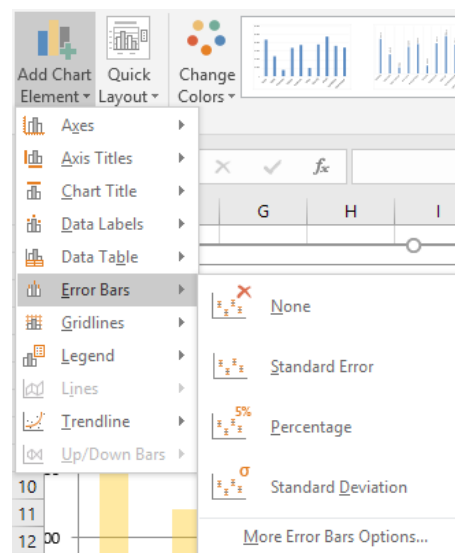 Add Chart Element
Quick Layout
Change Colors
Axes
Axis Titles
Chart Title
Data Labels
Data Table
Error Bars
Gridlines
Legend
Lines
Trendline
Up/Down Bars
fx
G H I
None
Standard Error
5%
Percentage
σ
Standard Deviation
More Error Bars Options...
10
11
12 00